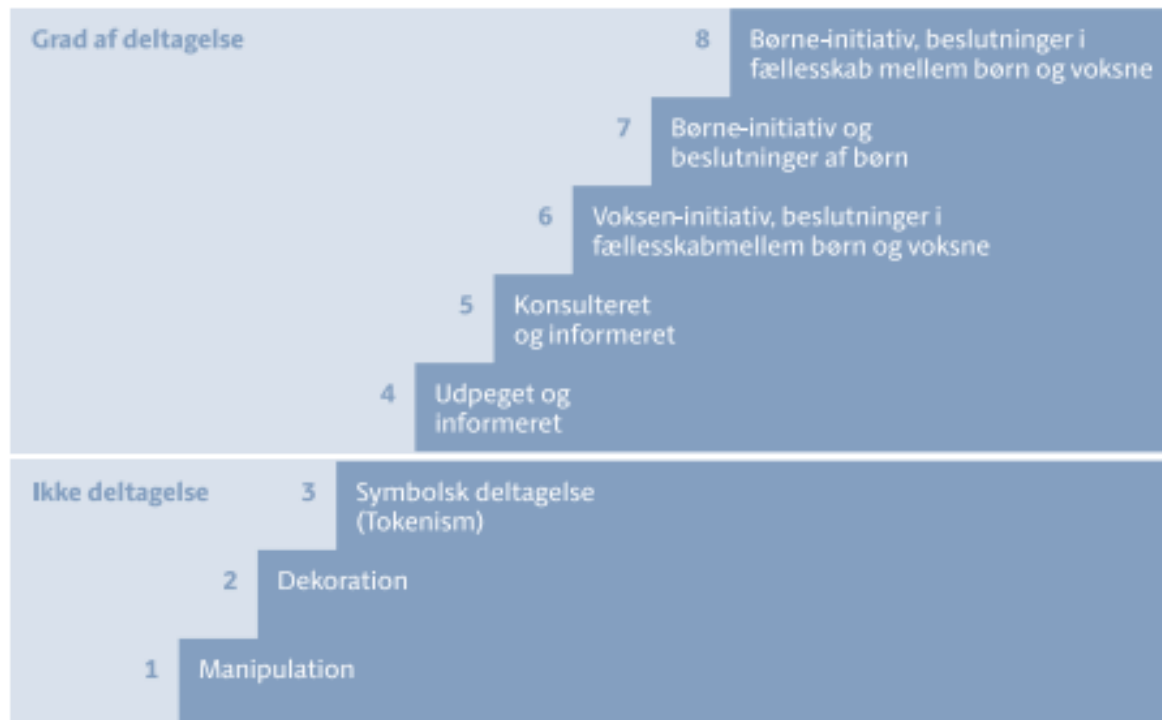 Grad af deltagelse
8
Børne-initiativ, beslutninger i
fællesskab mellem børn og voksne
7
Børne-initiativ og
beslutninger af børn
6
Voksen-initiativ, beslutninger i
fællesskabmellem børn og voksne
5
Konsulteret
og informeret
4
Udpeget og
informeret
Ikke deltagelse
3
Symbolsk deltagelse
(Tokenism)
2
Dekoration
1
Manipulation